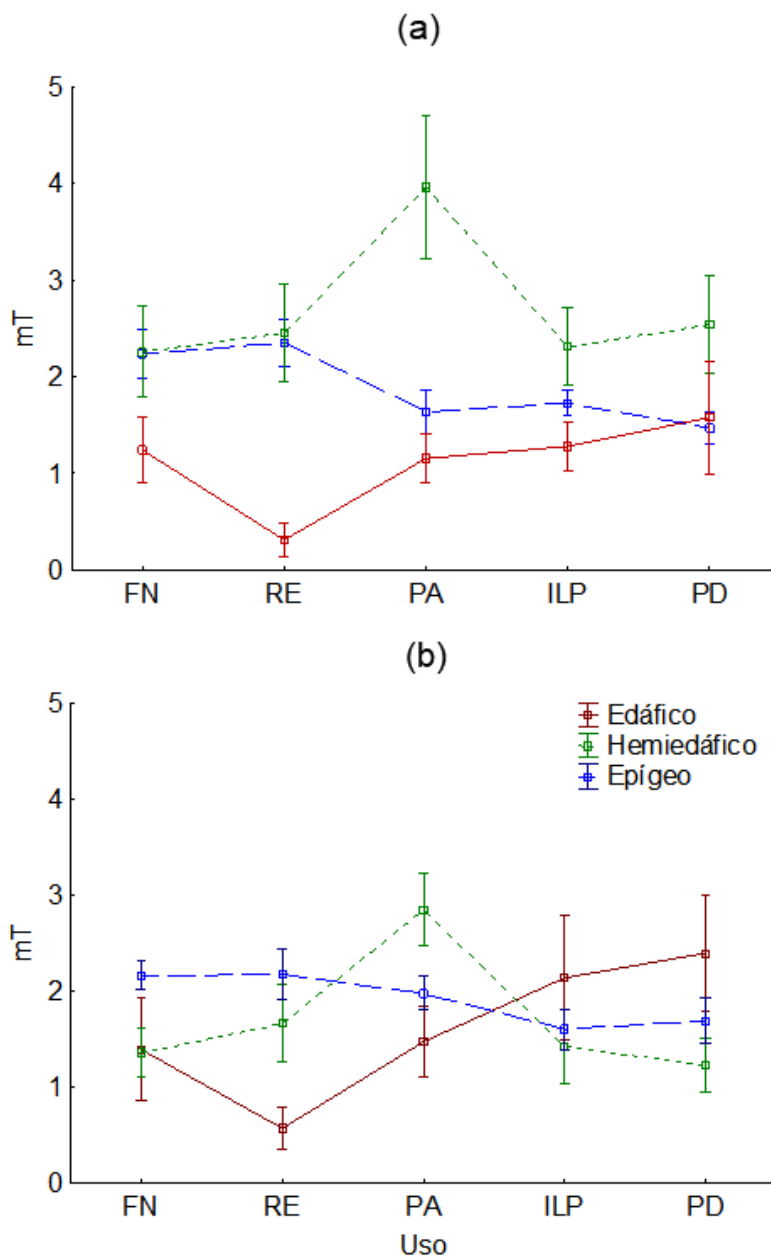 (a)
5
4
3
2
1
0
mT
FN RE PA ILP PD
(b)
5
4
3
2
1
0
mT
Edáfico
Hemiedáfico
Epígeo
FN RE PA ILP PD
Uso